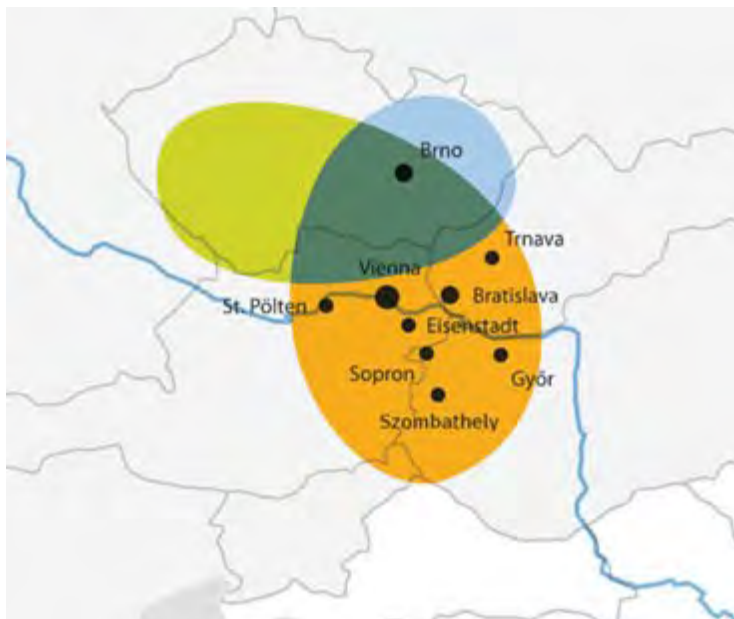 Brno
Trnava
Vienna
Bratislava
St. Pölten
Eisenstadt
Sopron
Győr
Szombathely